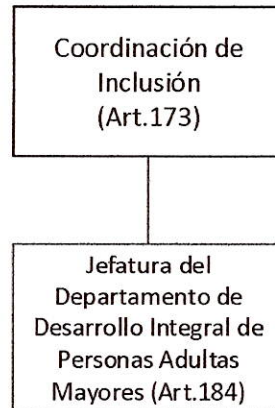 Coordinación de
Inclusión
(Art.173)
Jefatura del
Departamento de
Desarrollo Integral de
Personas Adultas
Mayores (Art.184)